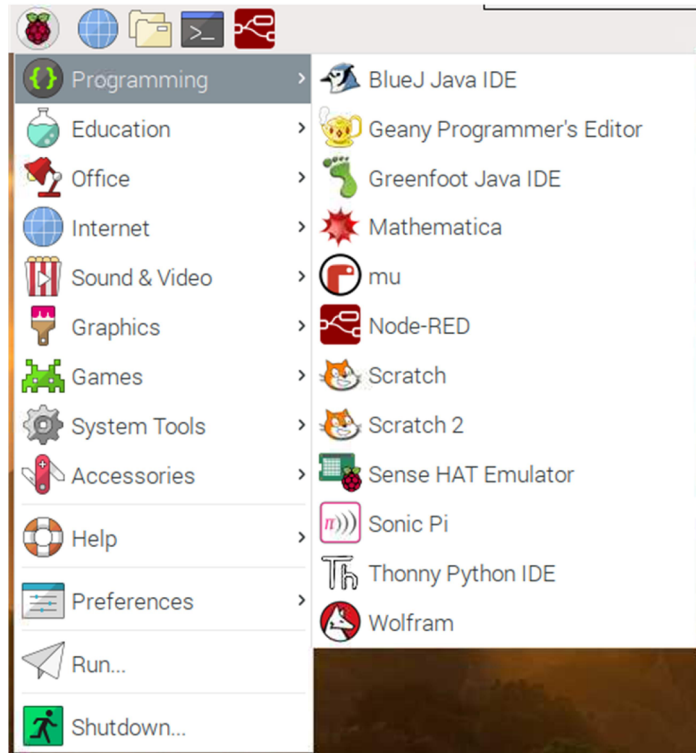 Programming
Education
Office
Internet
Sound & Video
Graphics
Games
System Tools
Accessories
Help
Preferences
Run...
Shutdown...
BlueJ Java IDE
Geany Programmer's Editor
Greenfoot Java IDE
Mathematica
mu
Node-RED
Scratch
Scratch 2
Sense HAT Emulator
π)))
Sonic Pi
Th
Thonny Python IDE
Wolfram